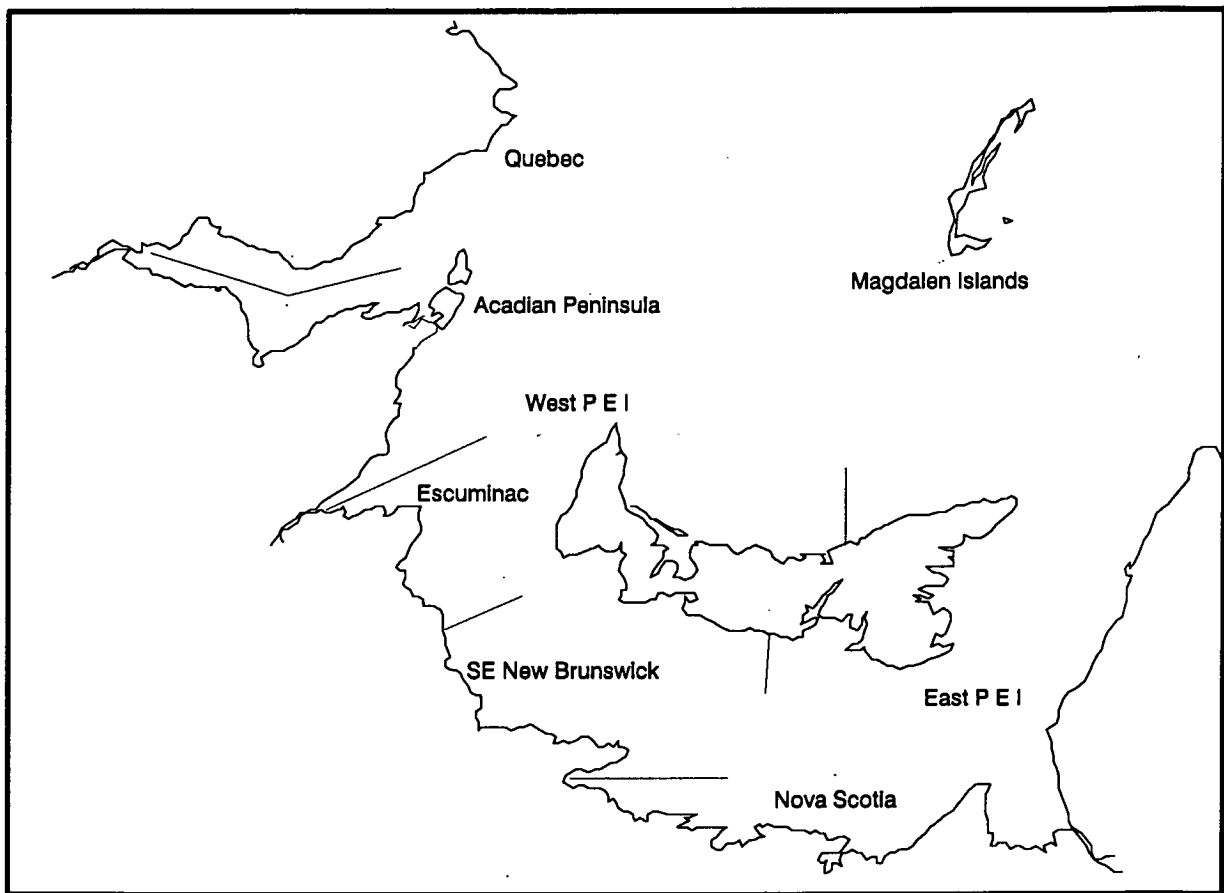 Quebec
Magdalen Islands
Acadian Peninsula
West P E I
Escuminac
SE New Brunswick
East P E I
Nova Scotia